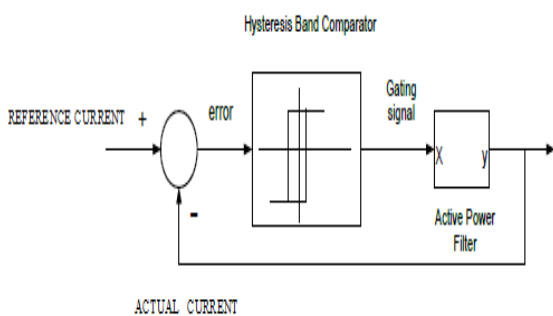 Hysteresis Band Comparator
Gating
signal
REFERENCE CURRENT
+
error
X
y
-
Active Power
Filter
ACTUAL CURRENT